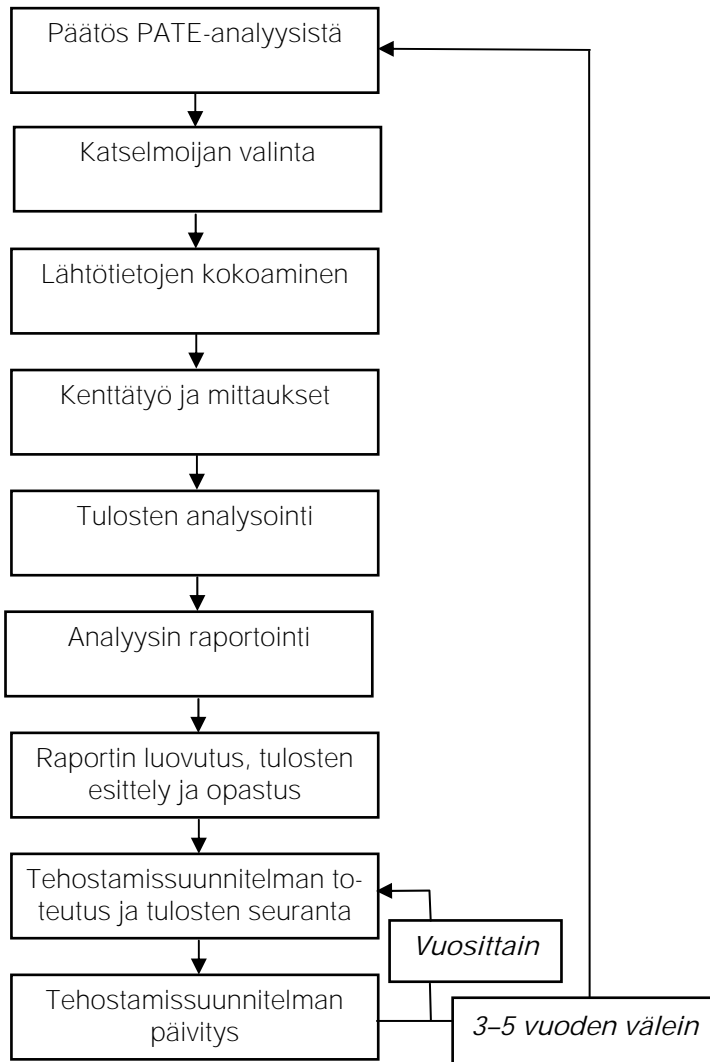 Päätös PATE-analyysistä
Katselmoijan valinta
Lähtötietojen kokoaminen
Kenttätyö ja mittaukset
Tulosten analysointi
Analyysin raportointi
Raportin luovutus, tulosten
esittely ja opastus
Tehostamissuunnitelman to-
teutus ja tulosten seuranta
Vuosittain
Tehostamissuunnitelman
päivitys
3–5 vuoden välein